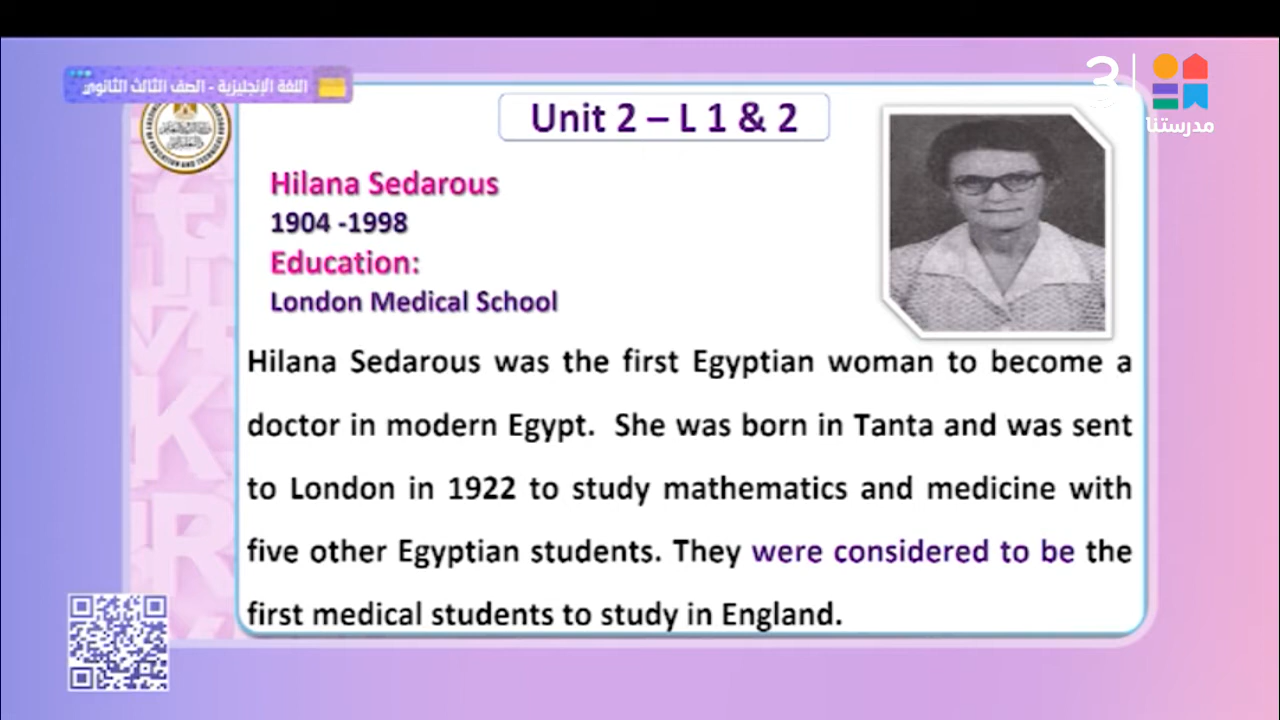 اللغة الإنجليزية - الصف الثالث الثانوي
3
مدرستنا
Unit 2 – L 1 & 2
Hilana Sedarous
1904 -1998
Education:
London Medical School
Hilana Sedarous was the first Egyptian woman to become a
doctor in modern Egypt. She was born in Tanta and was sent
to London in 1922 to study mathematics and medicine with
five other Egyptian students. They were considered to be the
first medical students to study in England.